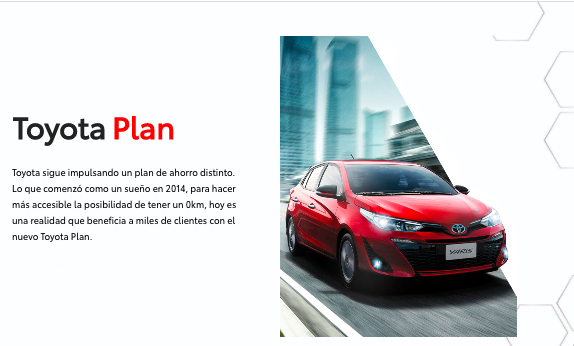 Toyota Plan
Toyota sigue impulsando un plan de ahorro distinto.
Lo que comenzó como un sueño en 2014, para hacer
más accesible la posibilidad de tener un 0km, hoy es
una realidad que beneficia a miles de clientes con el
nuevo Toyota Plan.